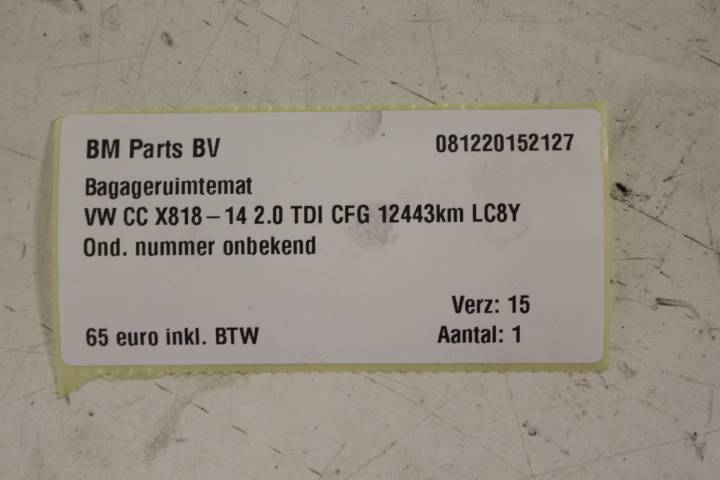 BM Parts BV 081220152127
Bagageruimtemat
VW CC X818-14 2.0 TDI CFG 12443km LC8Y
Ond. nummer onbekend
Verz: 15
65 euro inkl. BTW Aantal: 1